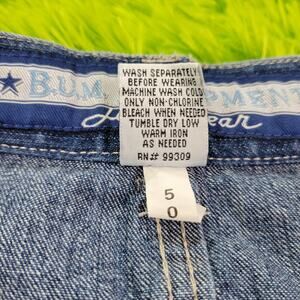 WASH SEPARATELY
BEFORE WEARING
MACHINE WASH COLD
ONLY NON-CHLORINE
BLEACH WHEN NEEDED
TUMBLE DRY LOW
WARM IRON
AS NEEDED
RN# 99309
B.U.M.
5
0